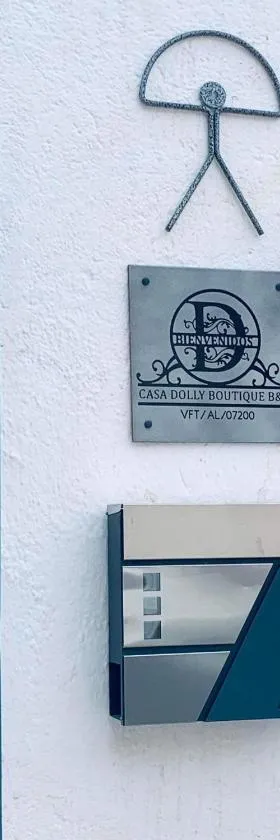 D
BIENVENIDOS
CASA DOLLY BOUTIQUE B&
VFT/AL/07200